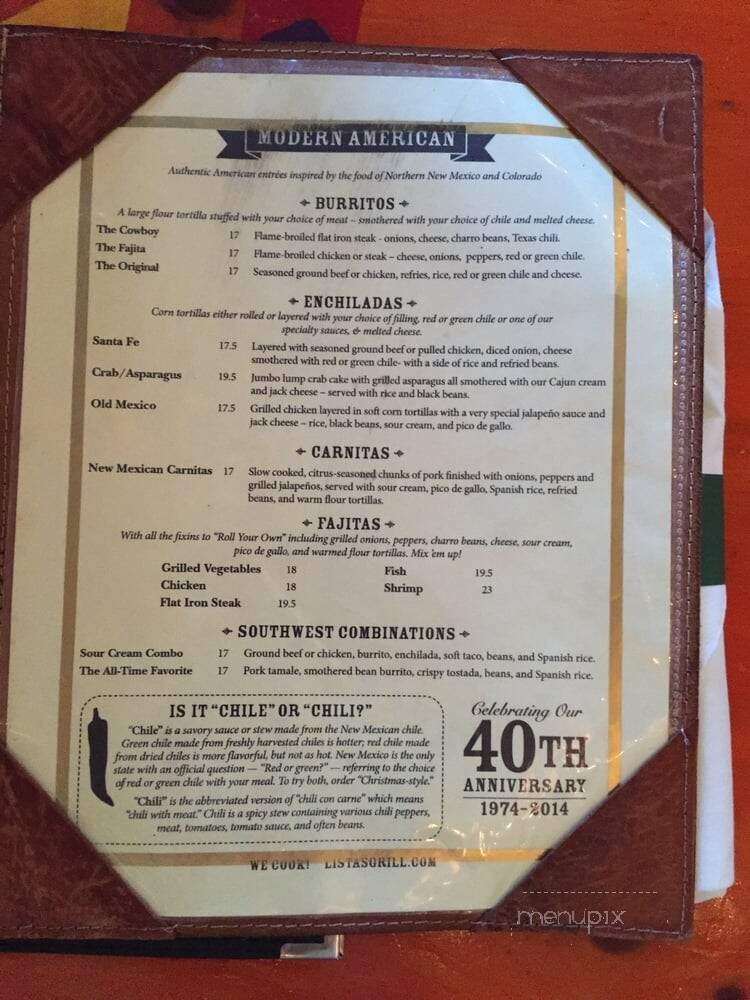 MODERN AMERICAN
Authentic American entrées inspired by the food of Northern New Mexico and Colorado
BURRITOS
A large flour tortilla stuffed with your choice of meat – smothered with your choice of chile and melted cheese.
The Cowboy 17 Flame-broiled flat iron steak - onions, cheese, charro beans, Texas chili.
The Fajita 17 Flame-broiled chicken or steak – cheese, onions, peppers, red or green chile.
The Original 17 Seasoned ground beef or chicken, refries, rice, red or green chile and cheese.
ENCHILADAS
Corn tortillas either rolled or layered with your choice of filling, red or green chile or one of our
specialty sauces, & melted cheese.
Santa Fe 17.5 Layered with seasoned ground beef or pulled chicken, diced onion, cheese
smothered with red or green chile- with a side of rice and refried beans.
Crab/Asparagus 19.5 Jumbo lump crab cake with grilled asparagus all smothered with our Cajun cream
and jack cheese – served with rice and black beans.
Old Mexico 17.5 Grilled chicken layered in soft corn tortillas with a very special jalapeño sauce and
jack cheese – rice, black beans, sour cream, and pico de gallo.
CARNITAS
New Mexican Carnitas 17 Slow cooked, citrus-seasoned chunks of pork finished with onions, peppers and
grilled jalapeños, served with sour cream, pico de gallo, Spanish rice, refried
beans, and warm flour tortillas.
FAJITAS
With all the fixins to “Roll Your Own” including grilled onions, peppers, charro beans, cheese, sour cream,
pico de gallo, and warmed flour tortillas. Mix 'em up!
Grilled Vegetables 18 Fish 19.5
Chicken 18 Shrimp 23
Flat Iron Steak 19.5
SOUTHWEST COMBINATIONS
Sour Cream Combo 17 Ground beef or chicken, burrito, enchilada, soft taco, beans, and Spanish rice.
The All-Time Favorite 17 Pork tamale, smothered bean burrito, crispy tostada, beans, and Spanish rice.
IS IT “CHILE” OR “CHILI?”
“Chile” is a savory sauce or stew made from the New Mexican chile.
Green chile made from freshly harvested chiles is hotter; red chile made
from dried chiles is more flavorful, but not as hot. New Mexico is the only
state with an official question — “Red or green?” — referring to the choice
of red or green chile with your meal. To try both, order “Christmas-style.”
“Chili” is the abbreviated version of “chili con carne” which means
“chili with meat.” Chili is a spicy stew containing various chili peppers,
meat, tomatoes, tomato sauce, and often beans.
Celebrating Our
40TH
ANNIVERSARY
1974-2014
WE COOK! LISTASGRILL.COM
menupix